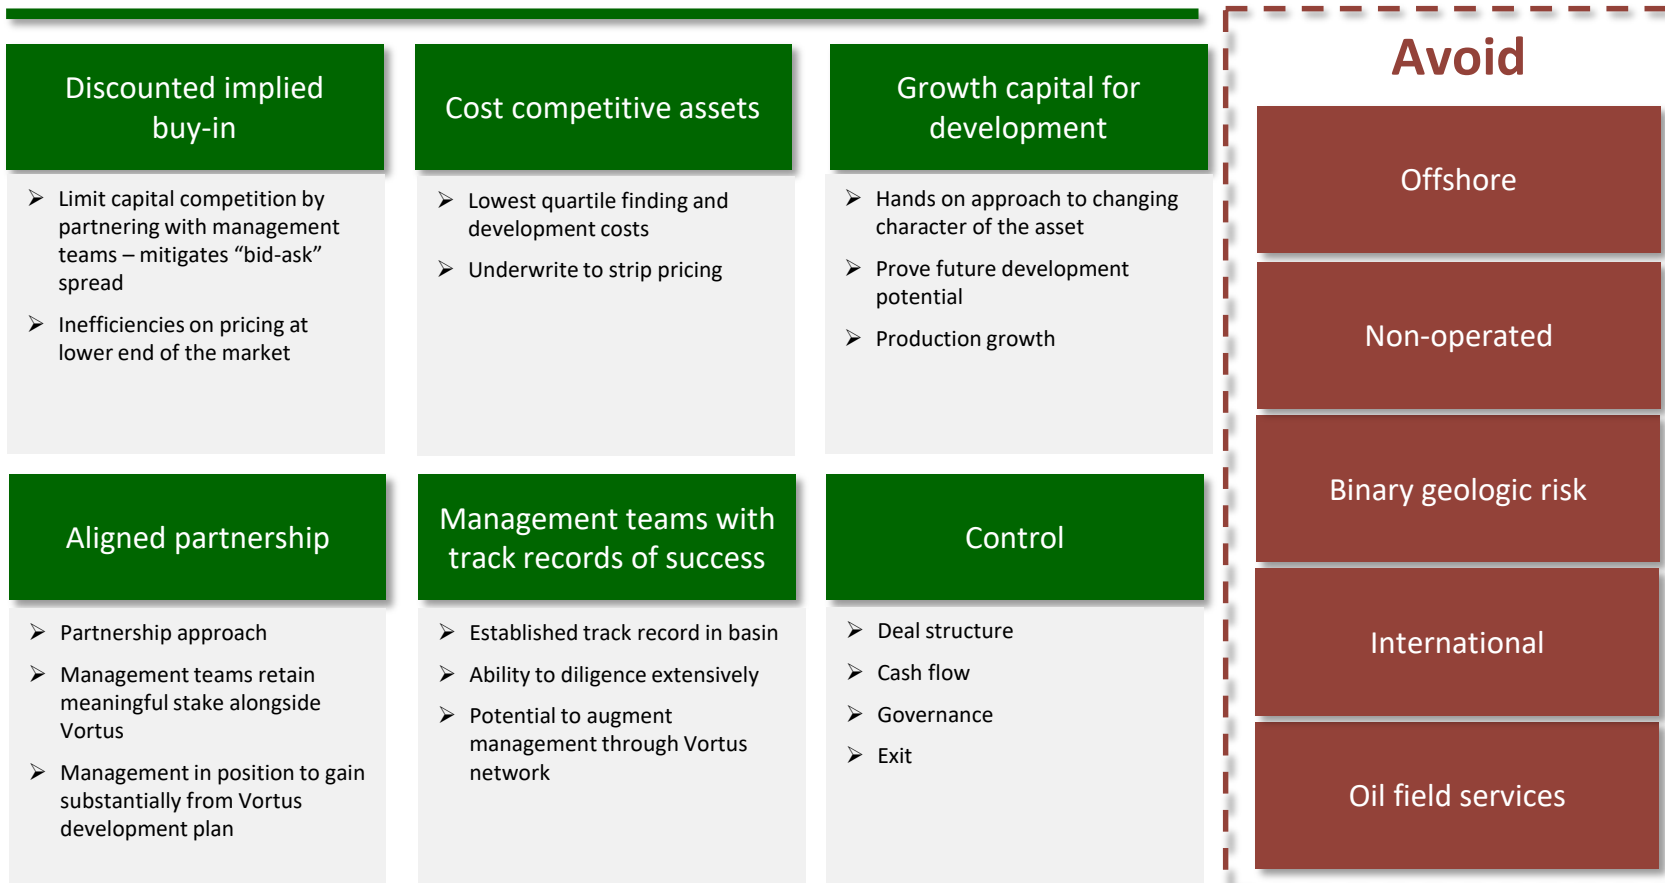 Discounted implied
buy-in
➢ Limit capital competition by
partnering with management
teams – mitigates “bid-ask”
spread
➢ Inefficiencies on pricing at
lower end of the market
Cost competitive assets
➢ Lowest quartile finding and
development costs
➢ Underwrite to strip pricing
Growth capital for
development
➢ Hands on approach to changing
character of the asset
➢ Prove future development
potential
➢ Production growth
Aligned partnership
➢ Partnership approach
➢ Management teams retain
meaningful stake alongside
Vortus
➢ Management in position to gain
substantially from Vortus
development plan
Management teams with
track records of success
➢ Established track record in basin
➢ Ability to diligence extensively
➢ Potential to augment
management through Vortus
network
Control
➢ Deal structure
➢ Cash flow
➢ Governance
➢ Exit
Avoid
Offshore
Non-operated
Binary geologic risk
International
Oil field services